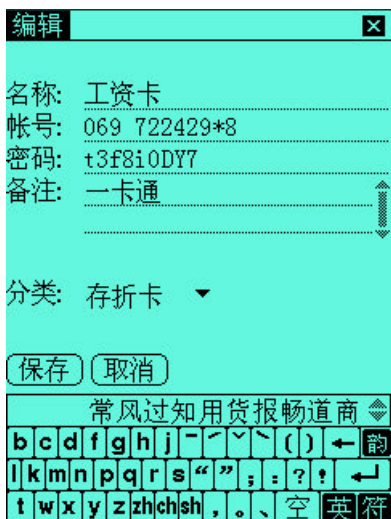 编辑
名称: 工资卡
帐号: 069 722429*8
密码: t3f8i0DY7
备注: 一卡通
分类: 存折卡
保存 取消
常风过知用货报畅道商
b c d f g h j ˉ ˊ ˇ ˋ ( ) ← 韵
l k m n p q r s “ ” ; : ? ! ↵
t w x y z zh ch sh , 。 、 空 英 符